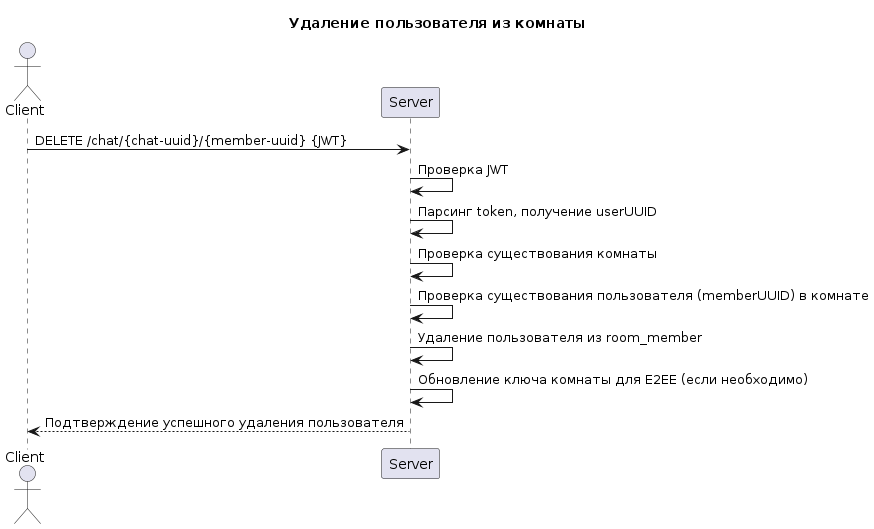 Удаление пользователя из комнаты
Client
Server
DELETE /chat/{chat-uuid}/{member-uuid} {JWT}
Проверка JWT
Парсинг token, получение userUUID
Проверка существования комнаты
Проверка существования пользователя (memberUUID) в комнате
Удаление пользователя из room_member
Обновление ключа комнаты для E2EE (если необходимо)
Подтверждение успешного удаления пользователя
Client
Server